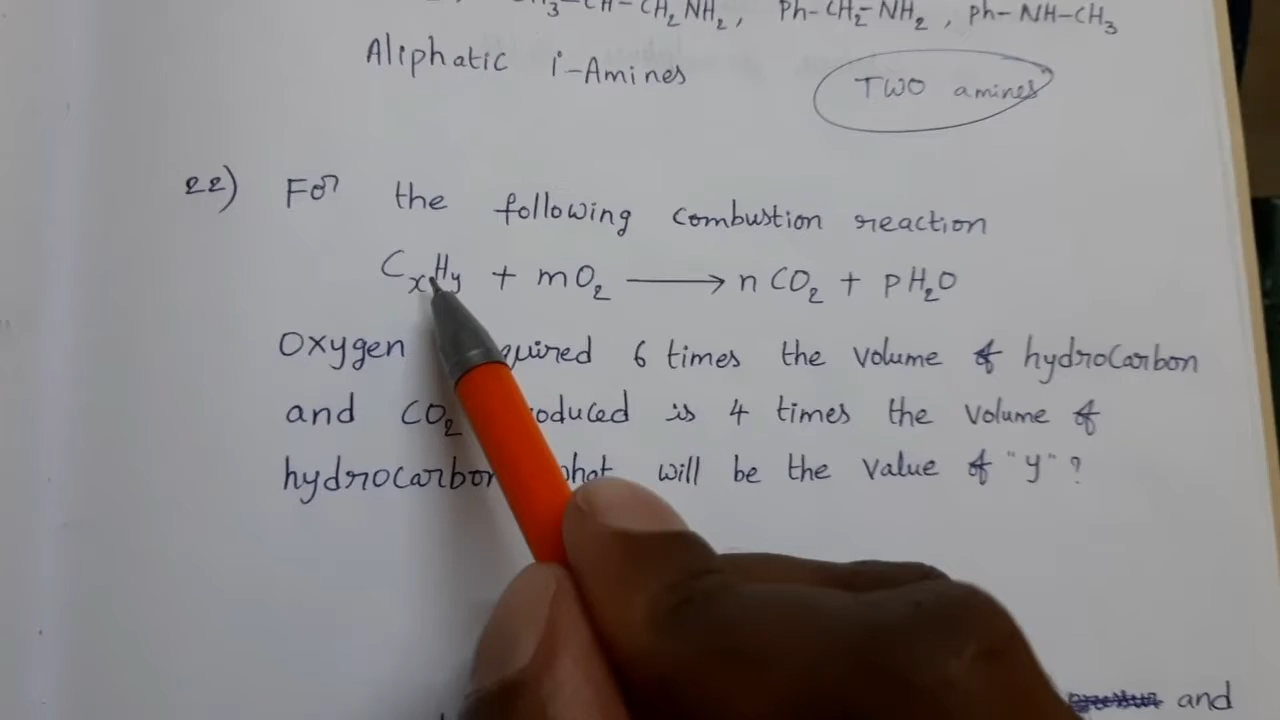 CH-CH2NH2, Ph-CH2-NH2, Ph-NH-CH3
Aliphatic i-Amines
TWO amines
22) For the following combustion reaction
CxHy + mO2 → nCO2 + pH2O
Oxygen 6 times the volume of hydrocarbon
and CO2 is 4 times the volume of
hydrocarbon will be the value of "y"?
and